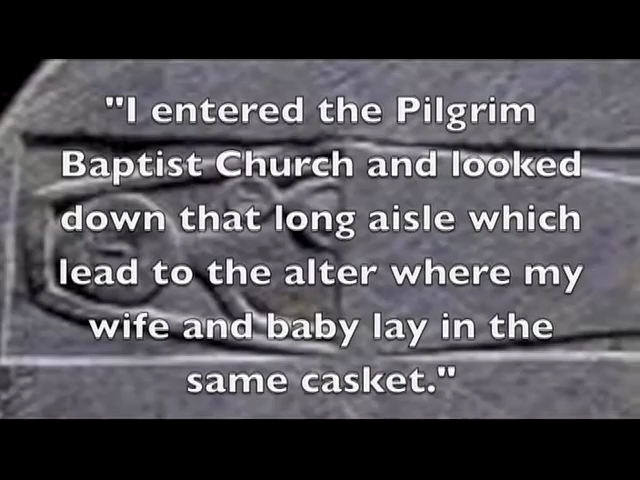 "I entered the Pilgrim
Baptist Church and looked
down that long aisle which
lead to the alter where my
wife and baby lay in the
same casket."